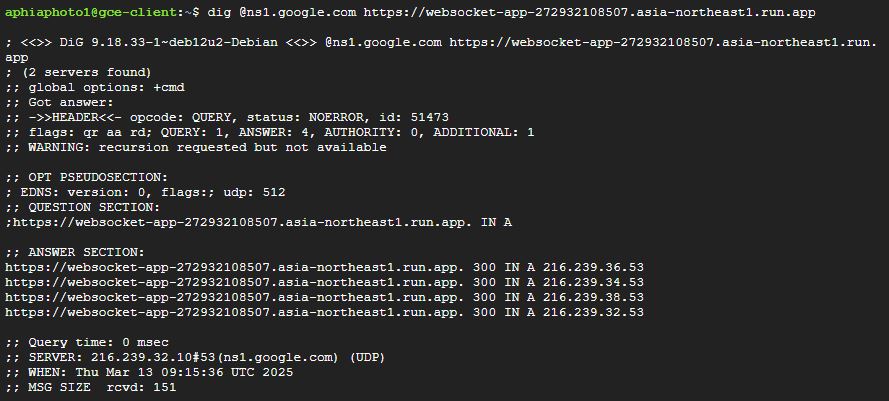 aphiaphoto1@gce-client:~$ dig @ns1.google.com https://websocket-app-272932108507.asia-northeast1.run.app
; <<>> DiG 9.18.33-1~deb12u2-Debian <<>> @ns1.google.com https://websocket-app-272932108507.asia-northeast1.run.
app
; (2 servers found)
;; global options: +cmd
;; Got answer:
;; ->>HEADER<<- opcode: QUERY, status: NOERROR, id: 51473
;; flags: qr aa rd; QUERY: 1, ANSWER: 4, AUTHORITY: 0, ADDITIONAL: 1
;; WARNING: recursion requested but not available
;; OPT PSEUDOSECTION:
; EDNS: version: 0, flags:; udp: 512
;; QUESTION SECTION:
;https://websocket-app-272932108507.asia-northeast1.run.app. IN A
;; ANSWER SECTION:
https://websocket-app-272932108507.asia-northeast1.run.app. 300 IN A 216.239.36.53
https://websocket-app-272932108507.asia-northeast1.run.app. 300 IN A 216.239.34.53
https://websocket-app-272932108507.asia-northeast1.run.app. 300 IN A 216.239.38.53
https://websocket-app-272932108507.asia-northeast1.run.app. 300 IN A 216.239.32.53
;; Query time: 0 msec
;; SERVER: 216.239.32.10#53(ns1.google.com) (UDP)
;; WHEN: Thu Mar 13 09:15:36 UTC 2025
;; MSG SIZE  rcvd: 151